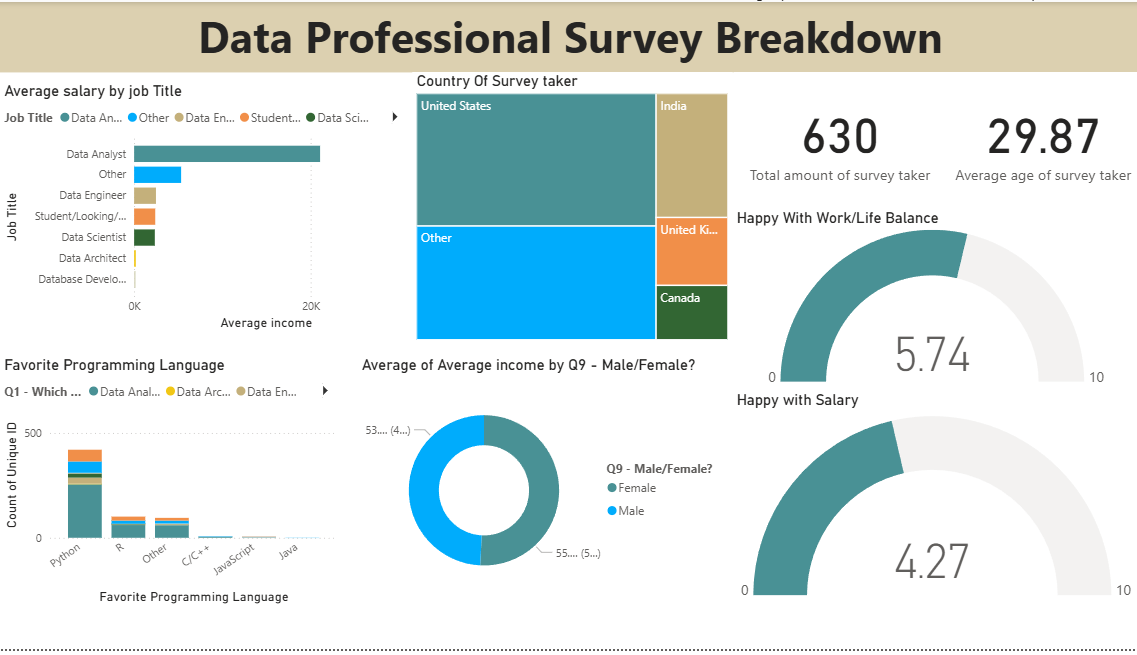 Data Professional Survey Breakdown
Average salary by job Title
Job Title Data An... Other Data En... Student... Data Sci...
Job Title
Data Analyst
Other
Data Engineer
Student/Looking/...
Data Scientist
Data Architect
Database Develo...
0K 20K
Average income
Country Of Survey taker
United States
India
Other
United Ki...
Canada
630
Total amount of survey taker
29.87
Average age of survey taker
Happy With Work/Life Balance
5.74
0 10
Favorite Programming Language
Q1 - Which ... Data Anal... Data Arc... Data En...
Count of Unique ID
500
0
Python R Other C/C++ JavaScript Java
Favorite Programming Language
Average of Average income by Q9 - Male/Female?
53.... (4...)
55.... (5...)
Q9 - Male/Female?
Female
Male
Happy with Salary
4.27
0 10